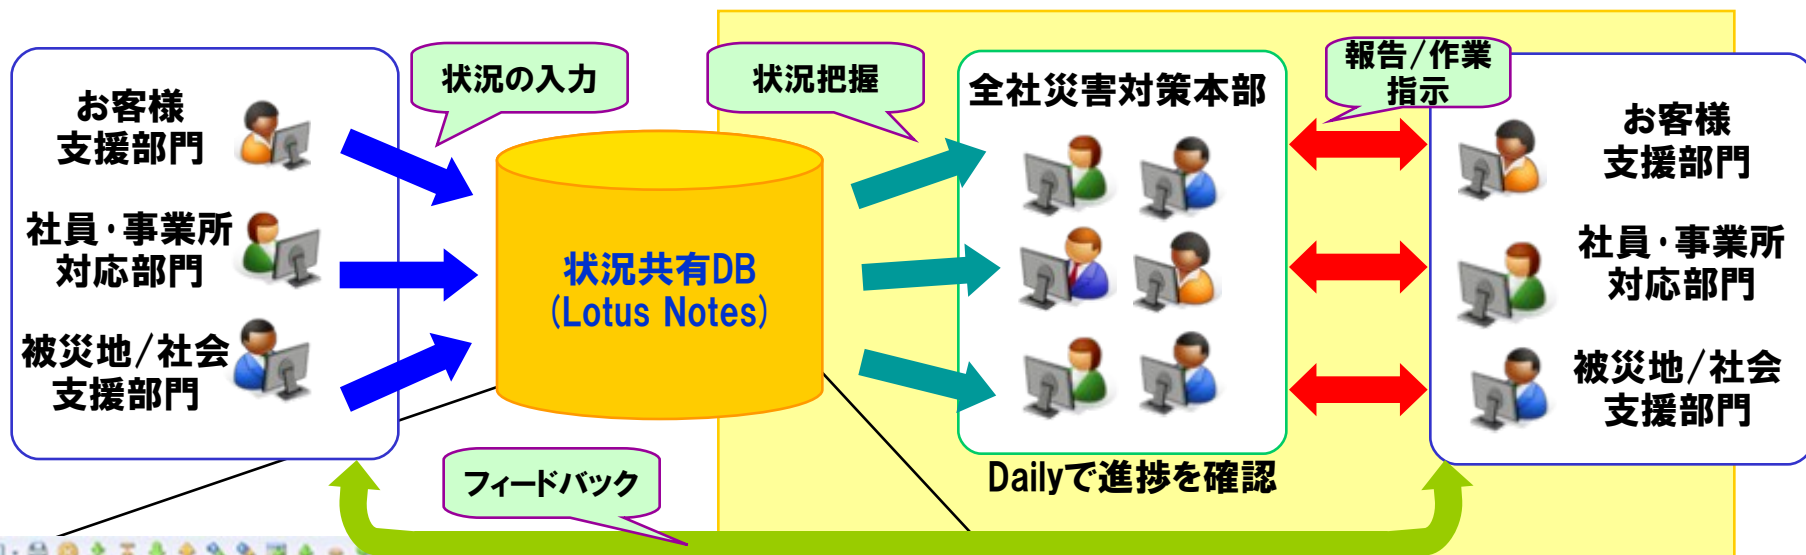 お客様
支援部門
社員・事業所
対応部門
被災地/社会
支援部門
状況の入力
状況共有DB
(Lotus Notes)
状況把握
全社災害対策本部
Dailyで進捗を確認
報告/作業
指示
お客様
支援部門
社員・事業所
対応部門
被災地/社会
支援部門
フィードバック